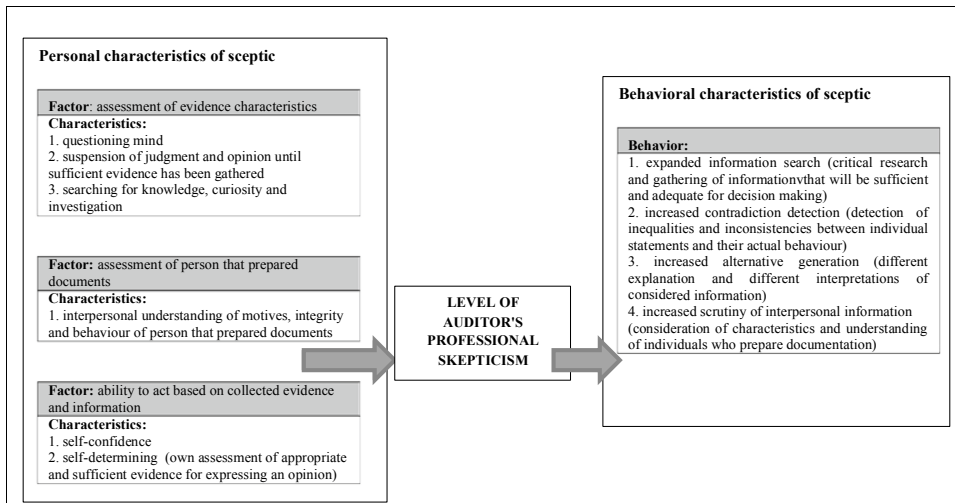 Personal characteristics of sceptic
Factor: assessment of evidence characteristics
Characteristics:
1. questioning mind
2. suspension of judgment and opinion until
sufficient evidence has been gathered
3. searching for knowledge, curiosity and
investigation
Factor: assessment of person that prepared
documents
Characteristics:
1. interpersonal understanding of motives, integrity
and behaviour of person that prepared documents
Factor: ability to act based on collected evidence
and information
Characteristics:
1. self-confidence
2. self-determining (own assessment of appropriate
and sufficient evidence for expressing an opinion)
LEVEL OF
AUDITOR'S
PROFESSIONAL
SKEPTICISM
Behavioral characteristics of sceptic
Behavior:
1. expanded information search (critical research
and gathering of informationvthat will be sufficient
and adequate for decision making)
2. increased contradiction detection (detection of
inequalities and inconsistencies between individual
statements and their actual behaviour)
3. increased alternative generation (different
explanation and different interpretations of
considered information)
4. increased scrutiny of interpersonal information
(consideration of characteristics and understanding
of individuals who prepare documentation)